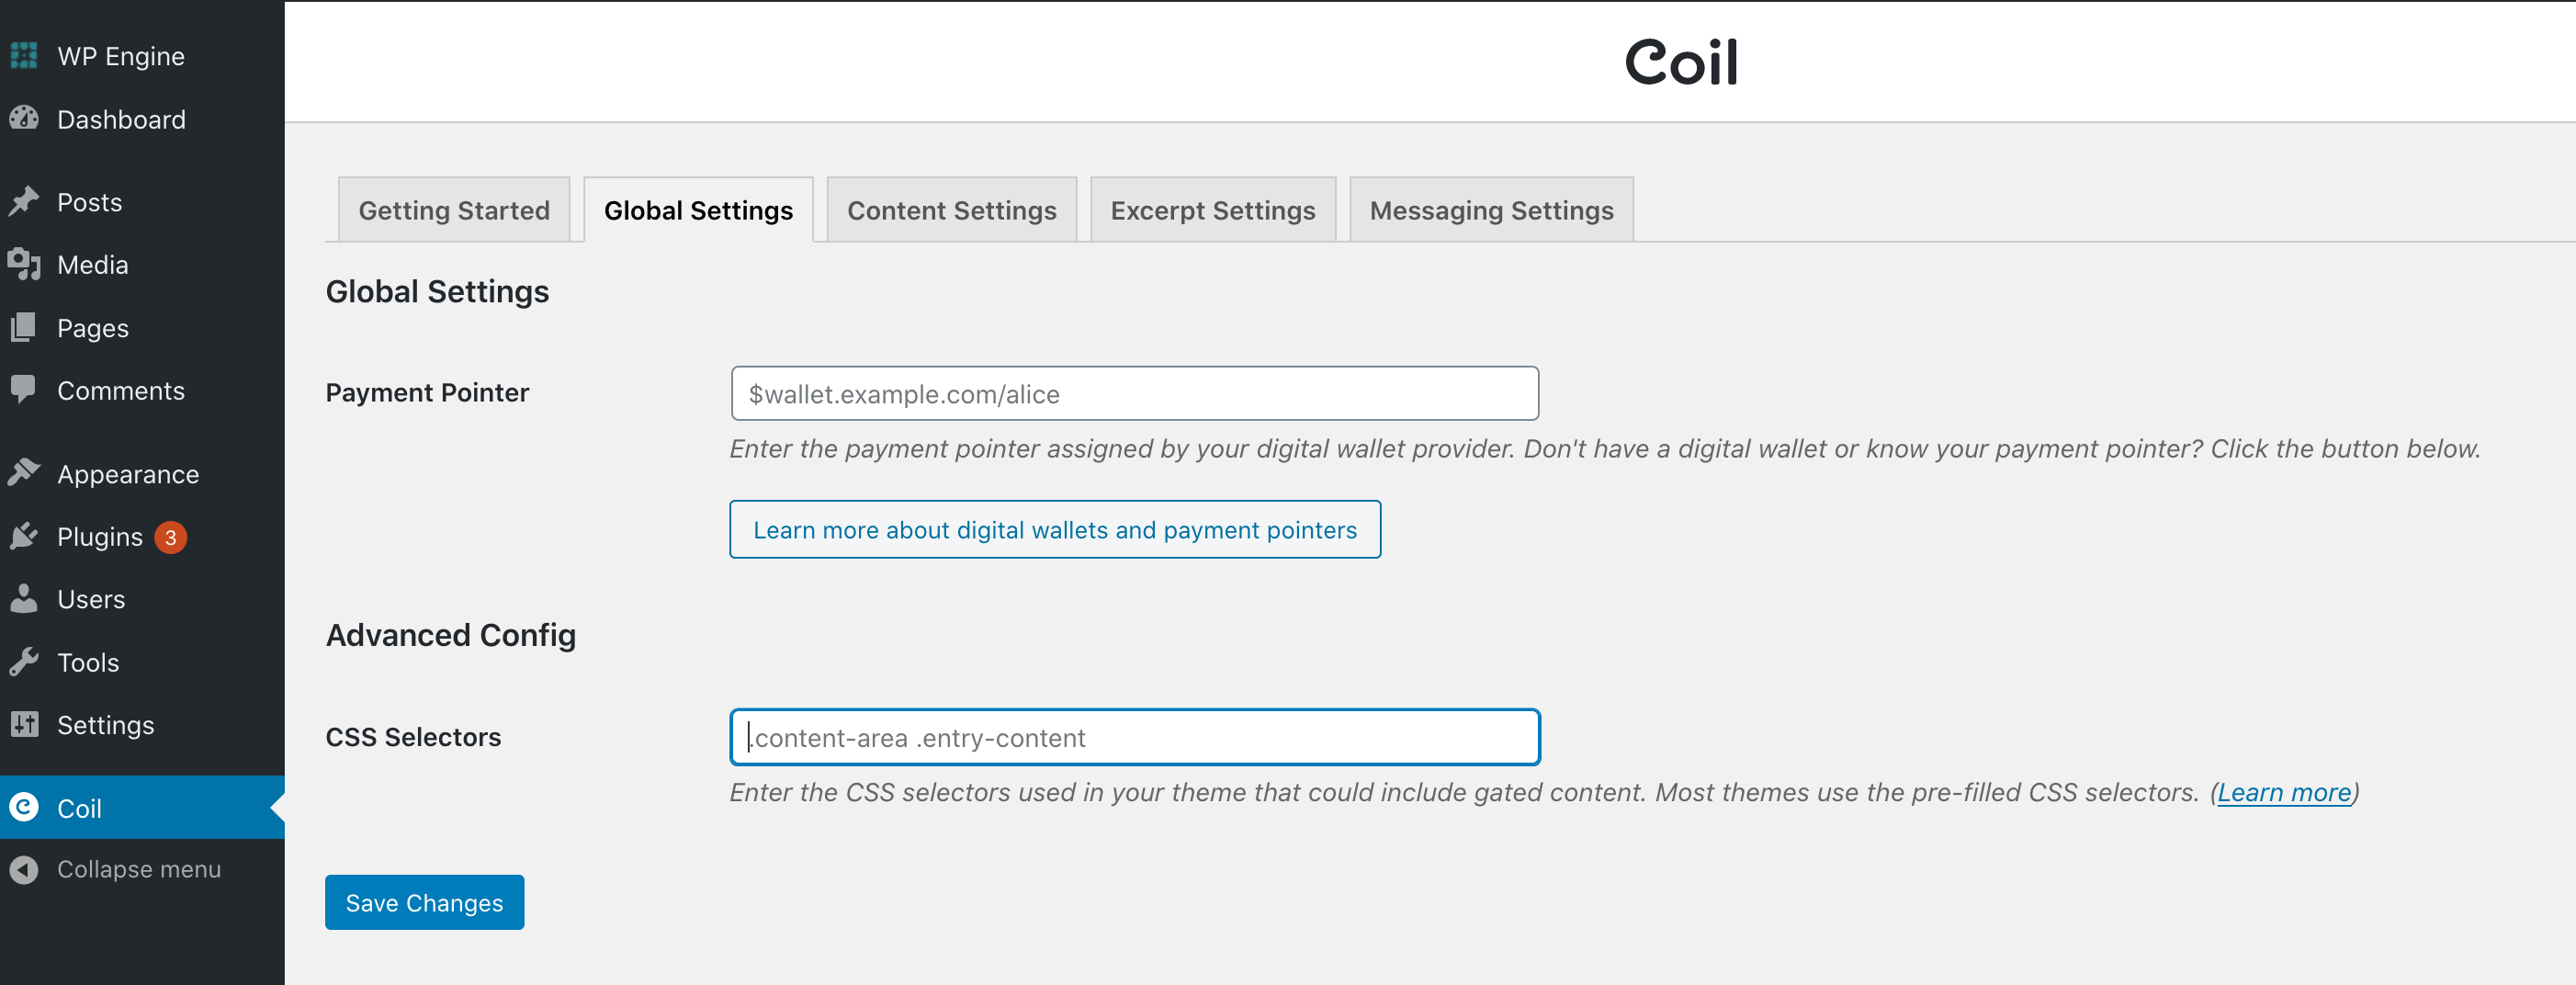 WP Engine
Dashboard
Posts
Media
Pages
Comments
Appearance
Plugins 3
Users
Tools
Settings
Coil
Collapse menu
Coil
Getting Started Global Settings Content Settings Excerpt Settings Messaging Settings
Global Settings
Payment Pointer $wallet.example.com/alice
Enter the payment pointer assigned by your digital wallet provider. Don't have a digital wallet or know your payment pointer? Click the button below.
Learn more about digital wallets and payment pointers
Advanced Config
CSS Selectors .content-area .entry-content
Enter the CSS selectors used in your theme that could include gated content. Most themes use the pre-filled CSS selectors. (Learn more)
Save Changes